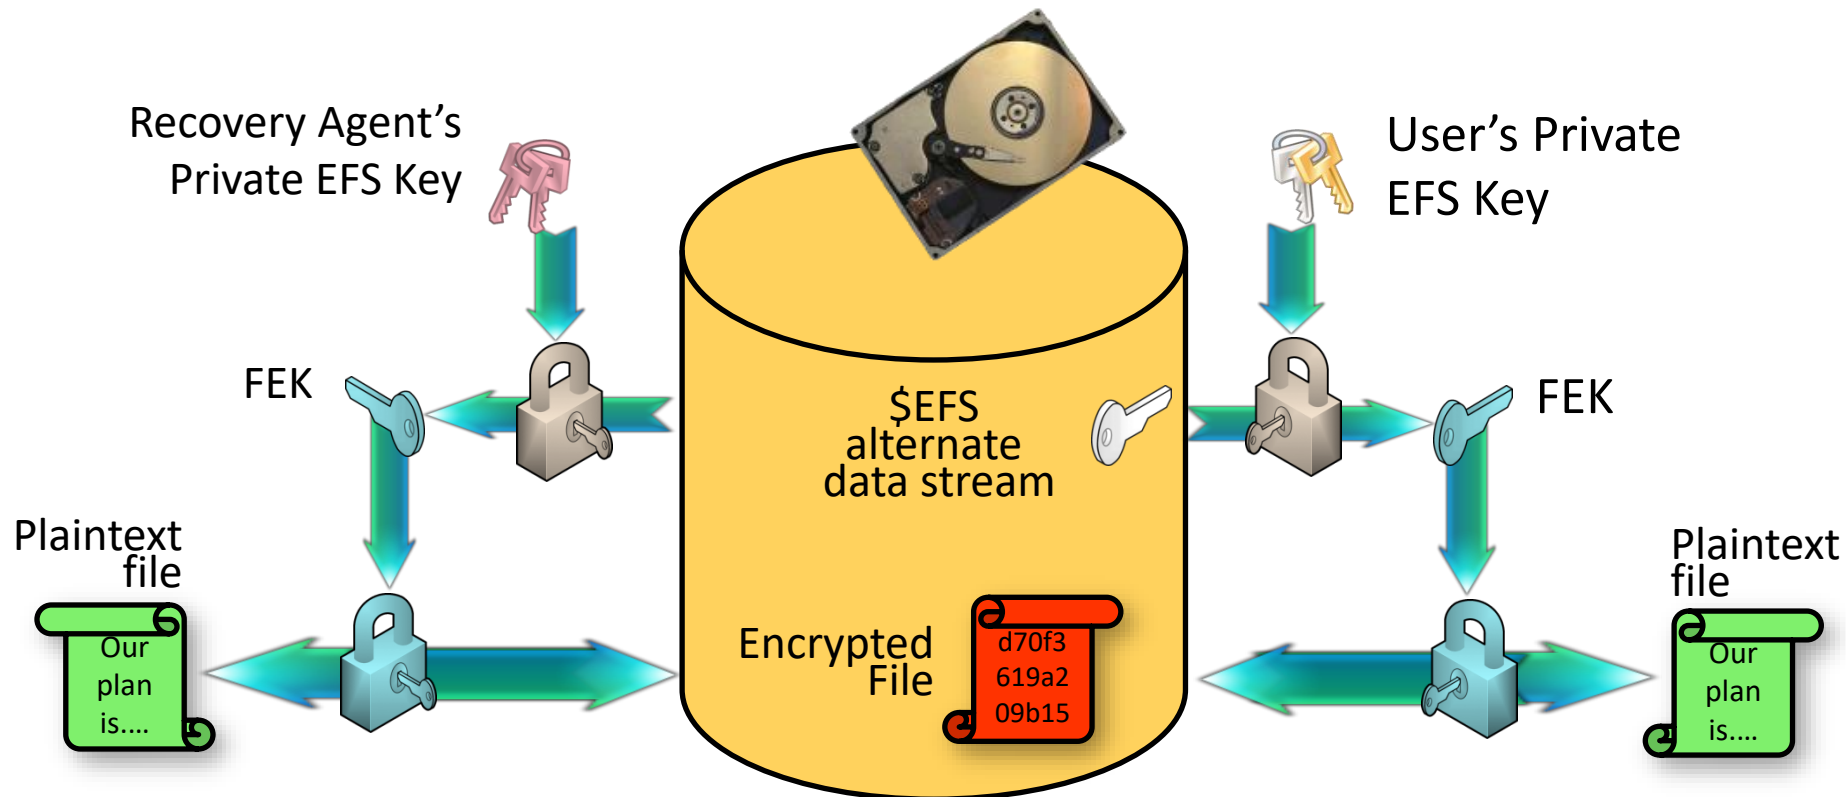 Recovery Agent’s
Private EFS Key
User’s Private
EFS Key
FEK
$EFS
alternate
data stream
FEK
Plaintext
file
Our
plan
is....
Encrypted
File
d70f3
619a2
09b15
Plaintext
file
Our
plan
is....